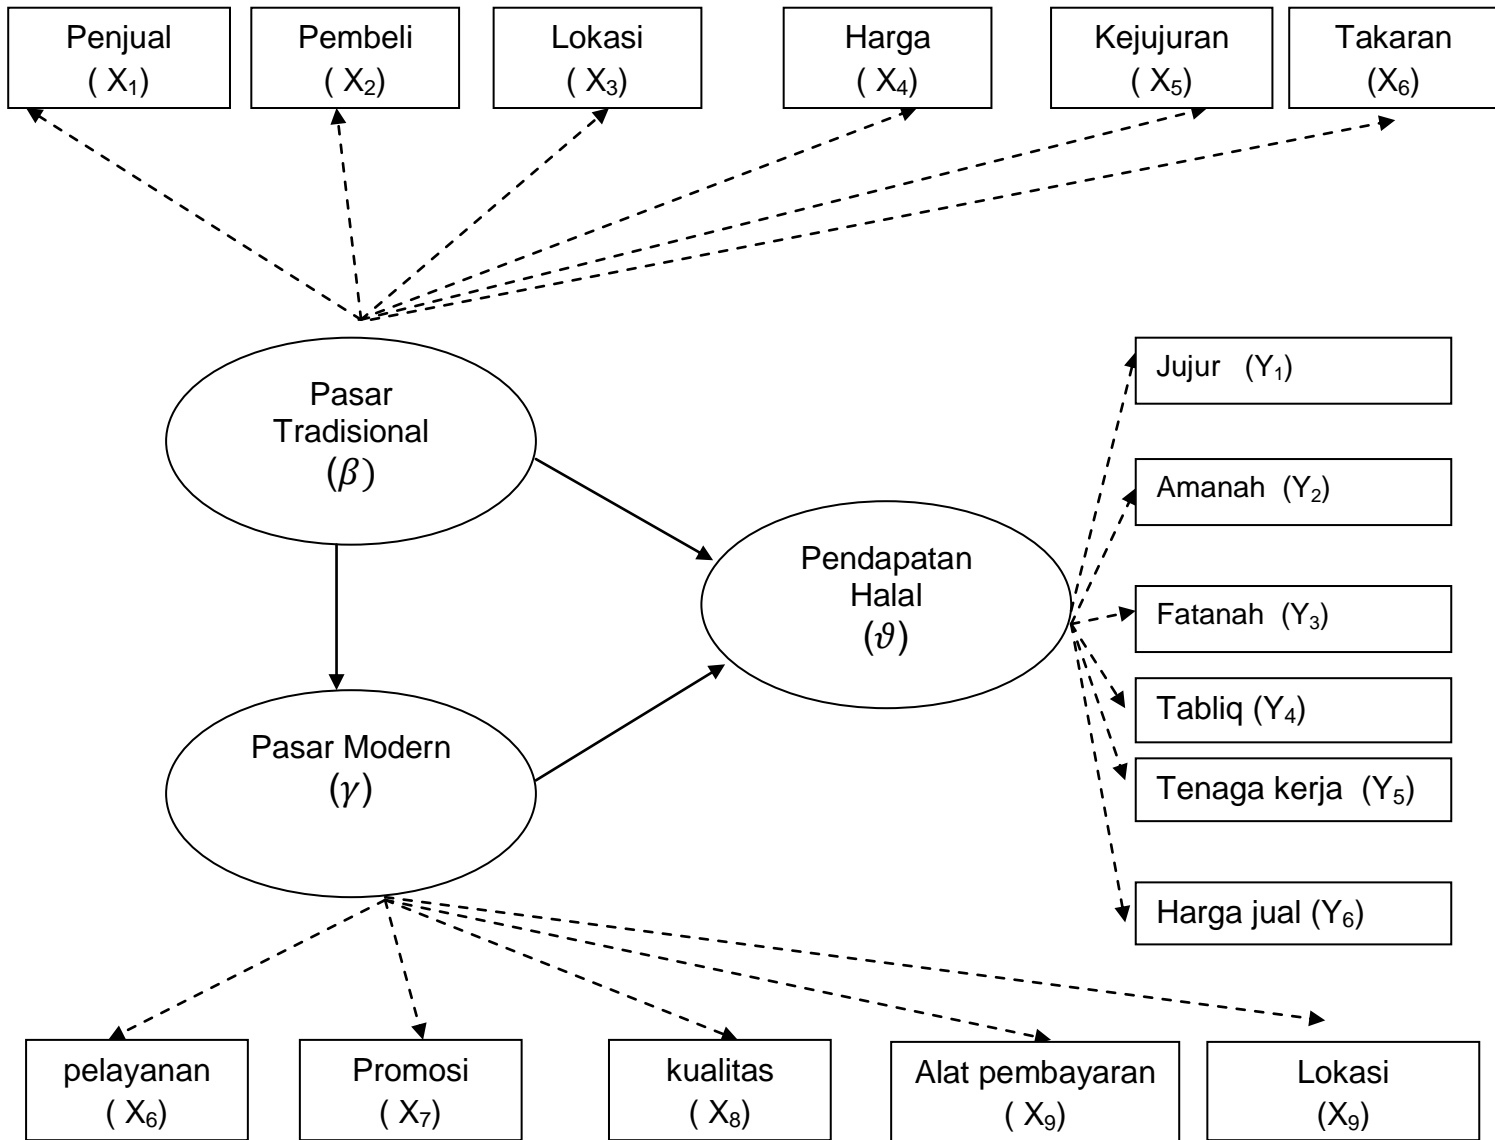 Penjual
( X₁)
Pembeli
( X₂)
Lokasi
( X₃)
Harga
( X₄)
Kejujuran
( X₅)
Takaran
(X₆)
Pasar
Tradisional
(β)
Pasar Modern
(γ)
Pendapatan
Halal
(ϑ)
Jujur (Y₁)
Amanah (Y₂)
Fatanah (Y₃)
Tabliq (Y₄)
Tenaga kerja (Y₅)
Harga jual (Y₆)
pelayanan
( X₆)
Promosi
( X₇)
kualitas
( X₈)
Alat pembayaran
( X₉)
Lokasi
(X₉)